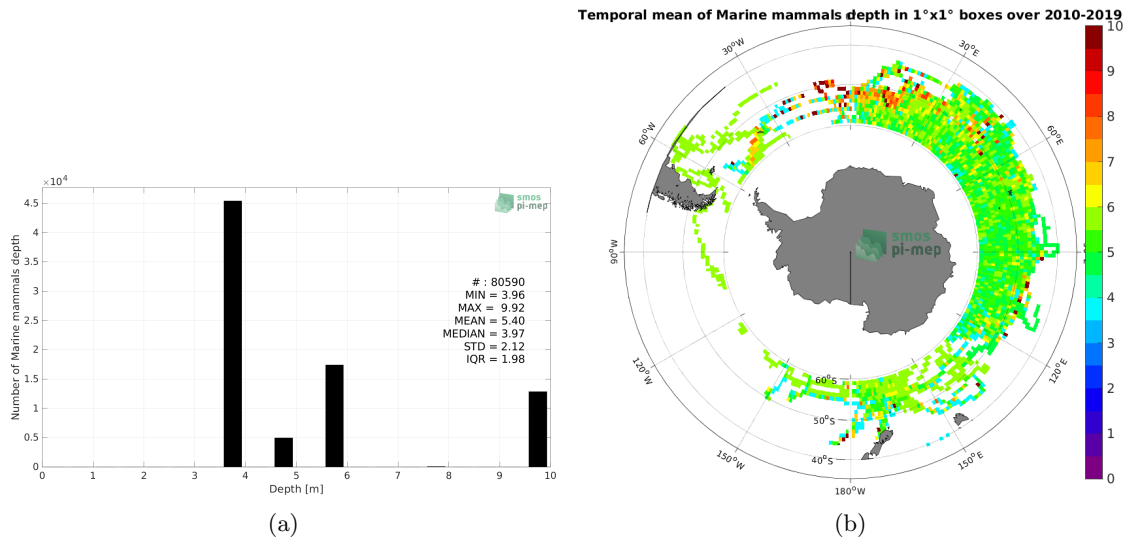 Temporal mean of Marine mammals depth in 1°x1° boxes over 2010-2019
×10⁴
4.5
4
3.5
3
2.5
2
1.5
1
0.5
0
Number of Marine mammals depth
smos
pi-mep
# : 80590
MIN = 3.96
MAX = 9.92
MEAN = 5.40
MEDIAN = 3.97
STD = 2.12
IQR = 1.98
0 1 2 3 4 5 6 7 8 9 10
Depth [m]
(a)
30°W
30°E
60°W
60°E
90°W
120°W
120°E
150°W
150°E
180°W
60°S
50°S
40°S
smos
pi-mep
10
9
8
7
6
5
4
3
2
1
0
(b)